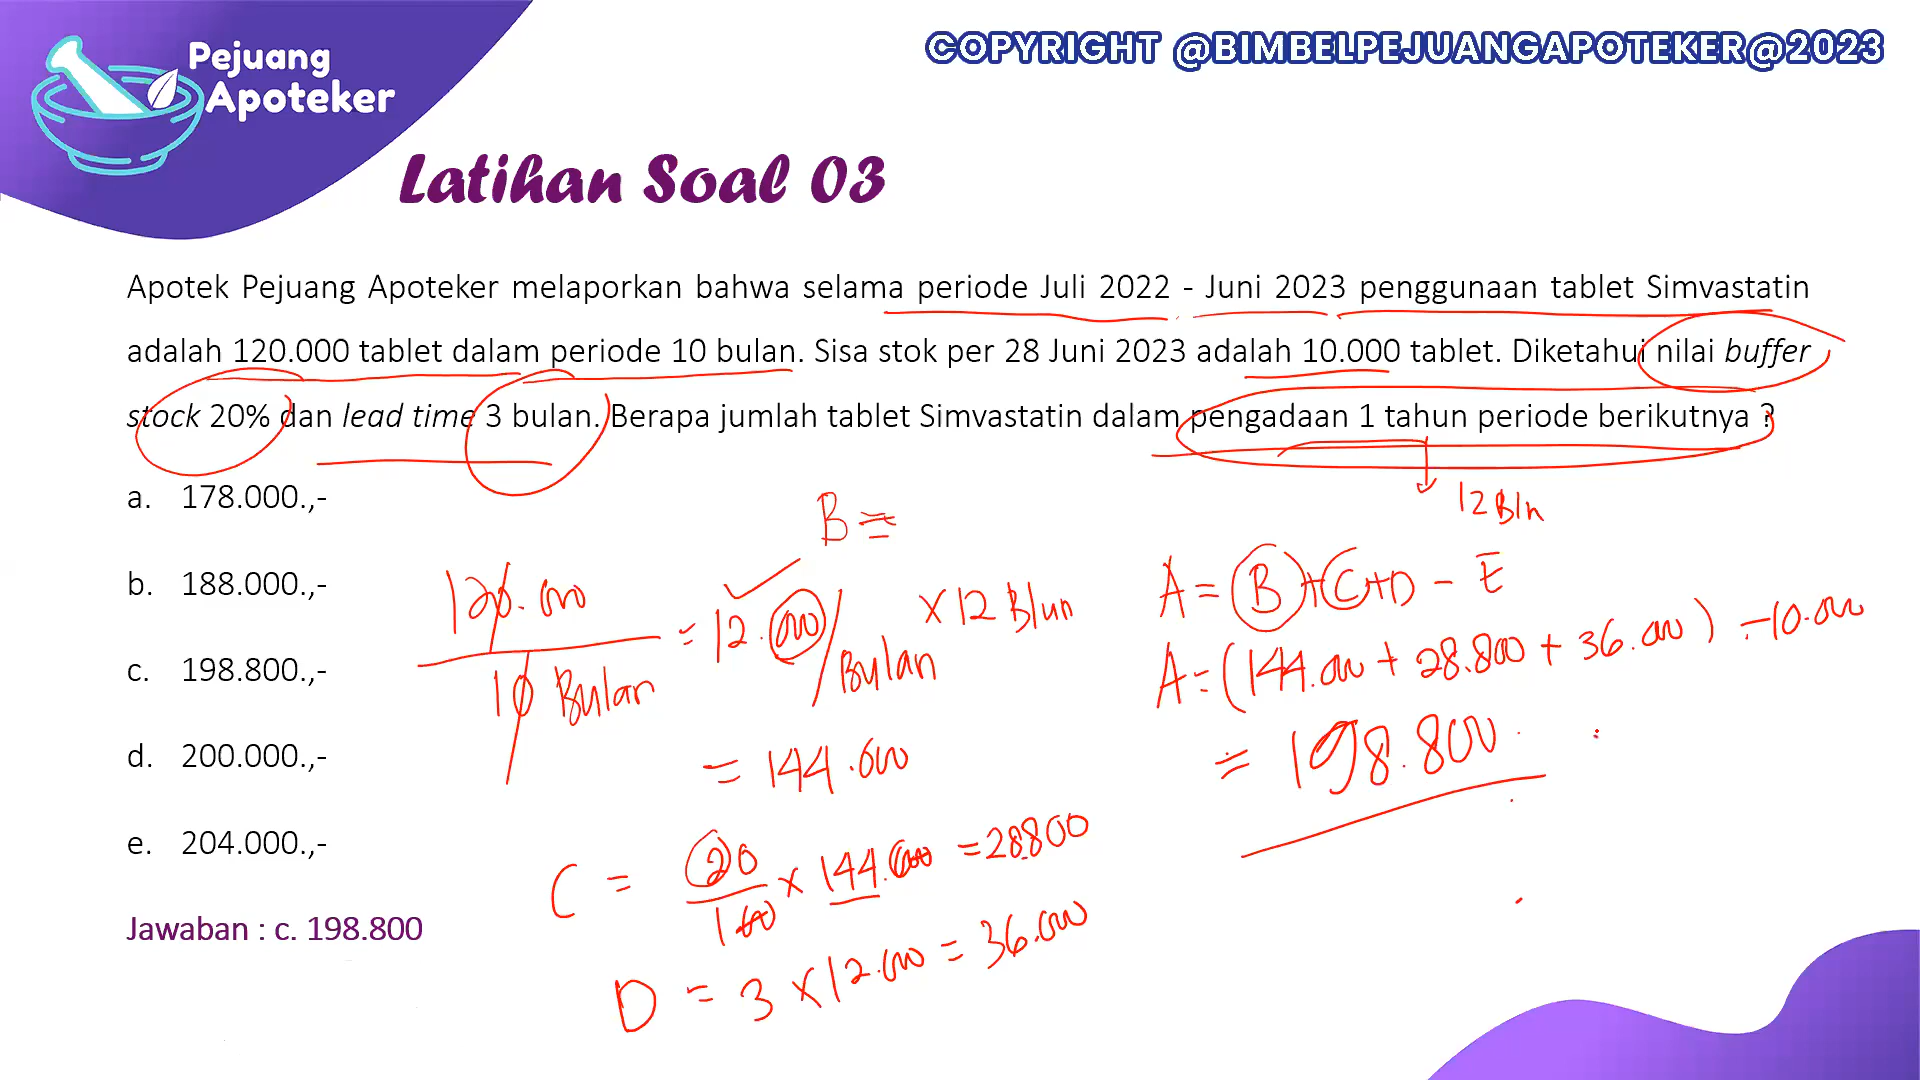 Pejuang
Apoteker
COPYRIGHT @BIMBELPEJUANGAPOTEKER@2023
Latihan Soal 03
Apotek Pejuang Apoteker melaporkan bahwa selama periode Juli 2022 - Juni 2023 penggunaan tablet Simvastatin
adalah 120.000 tablet dalam periode 10 bulan. Sisa stok per 28 Juni 2023 adalah 10.000 tablet. Diketahui nilai buffer
stock 20% dan lead time 3 bulan. Berapa jumlah tablet Simvastatin dalam pengadaan 1 tahun periode berikutnya ?
a. 178.000.,-
b. 188.000.,-
c. 198.800.,-
d. 200.000.,-
e. 204.000.,-
Jawaban : c. 198.800
B =
120.000 / 10 Bulan = 12.000 / Bulan x 12 Bulan
= 144.000
C = 20/100 x 144.000 = 28.800
D = 3 x 12.000 = 36.000
12 Bln
A = B + C + D - E
A = (144.000 + 28.800 + 36.000) - 10.000
= 198.800